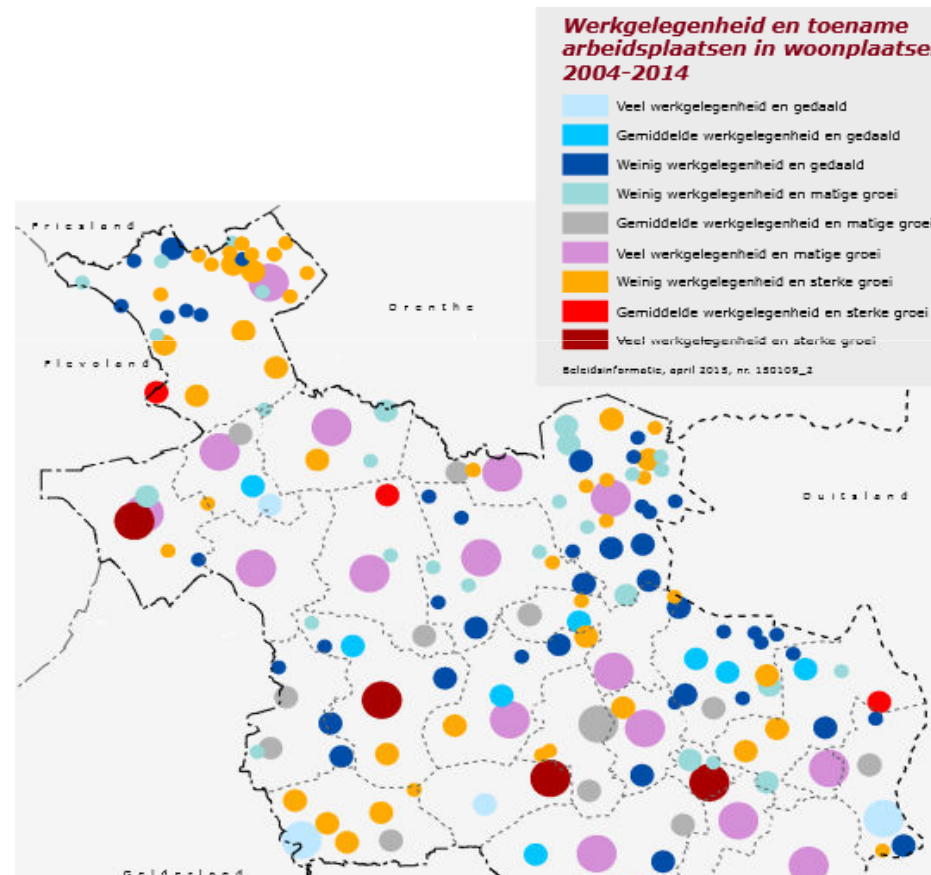 Werkgelegenheid en toename
arbeidsplaatsen in woonplaatse
2004-2014
Veel werkgelegenheid en gedaald
Gemiddelde werkgelegenheid en gedaald
Weinig werkgelegenheid en gedaald
Weinig werkgelegenheid en matige groei
Gemiddelde werkgelegenheid en matige groei
Veel werkgelegenheid en matige groei
Weinig werkgelegenheid en sterke groei
Gemiddelde werkgelegenheid en sterke groei
Veel werkgelegenheid en sterke groei
Beleidsinformatie, april 2015, nr. 150109_2
Friesland
Drenthe
Flevoland
Duitsland
Gelderland